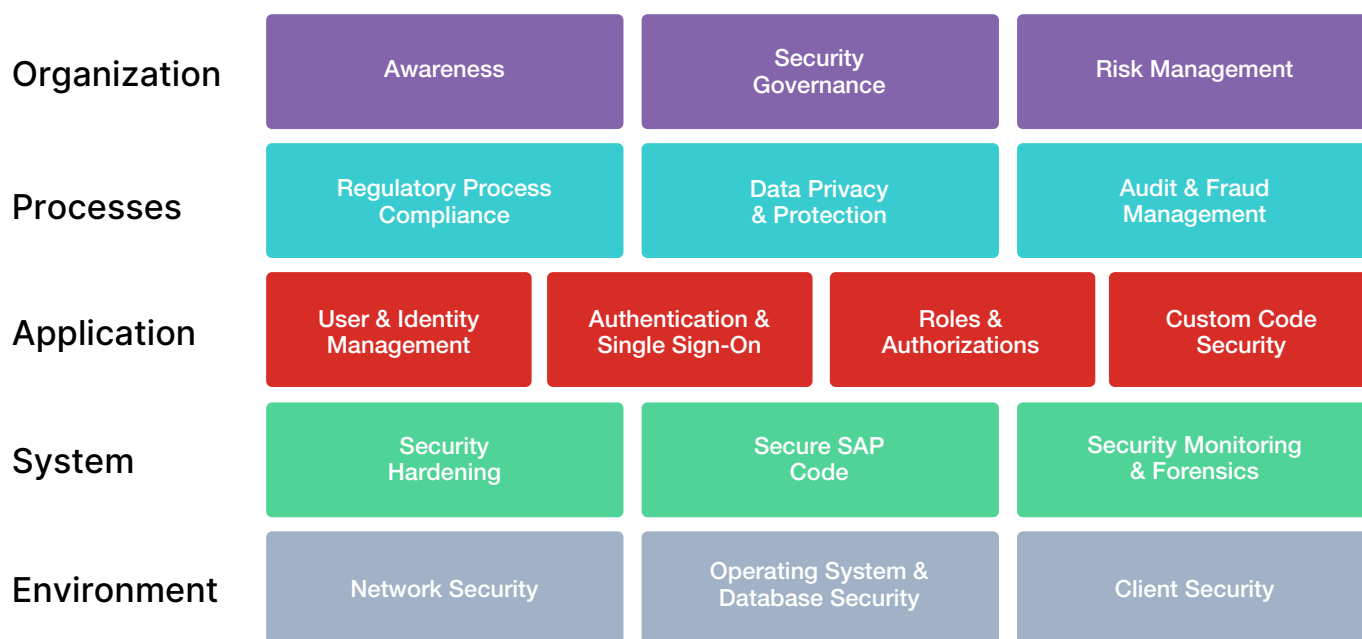 Organization
Awareness
Security
Governance
Risk Management
Processes
Regulatory Process
Compliance
Data Privacy
& Protection
Audit & Fraud
Management
Application
User & Identity
Management
Authentication &
Single Sign-On
Roles &
Authorizations
Custom Code
Security
System
Security
Hardening
Secure SAP
Code
Security Monitoring
& Forensics
Environment
Network Security
Operating System &
Database Security
Client Security